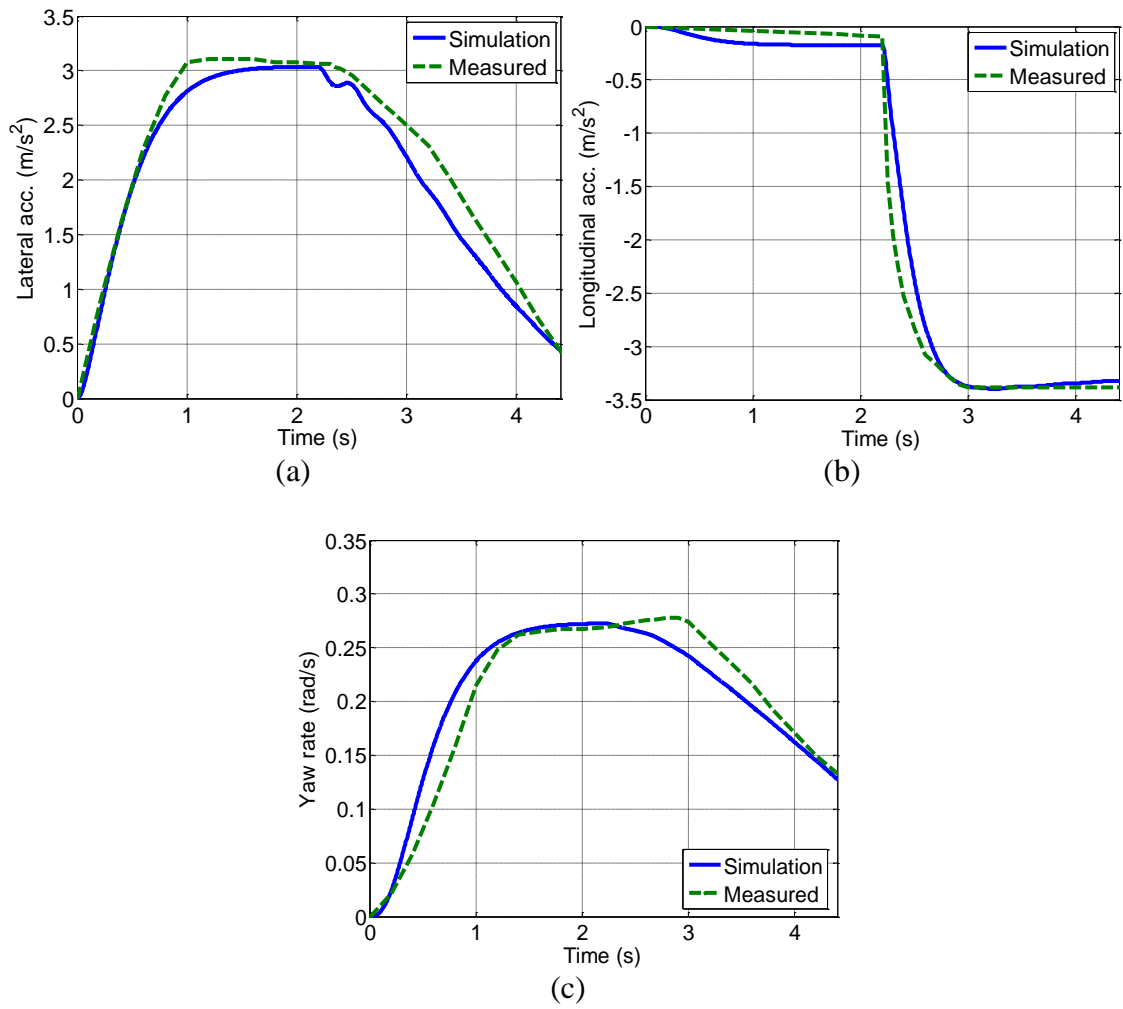 3.5
3
2.5
2
1.5
1
0.5
0
0 1 2 3 4
Lateral acc. (m/s²)
Time (s)
Simulation
Measured
(a)
0
-0.5
-1
-1.5
-2
-2.5
-3
-3.5
0 1 2 3 4
Longitudinal acc. (m/s²)
Time (s)
Simulation
Measured
(b)
0.35
0.3
0.25
0.2
0.15
0.1
0.05
0
0 1 2 3 4
Yaw rate (rad/s)
Time (s)
Simulation
Measured
(c)